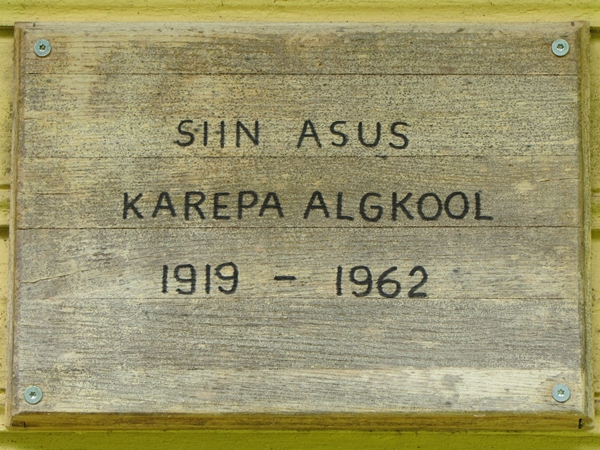 SIIN ASUS
KAREPA ALGKOOL
1919 – 1962